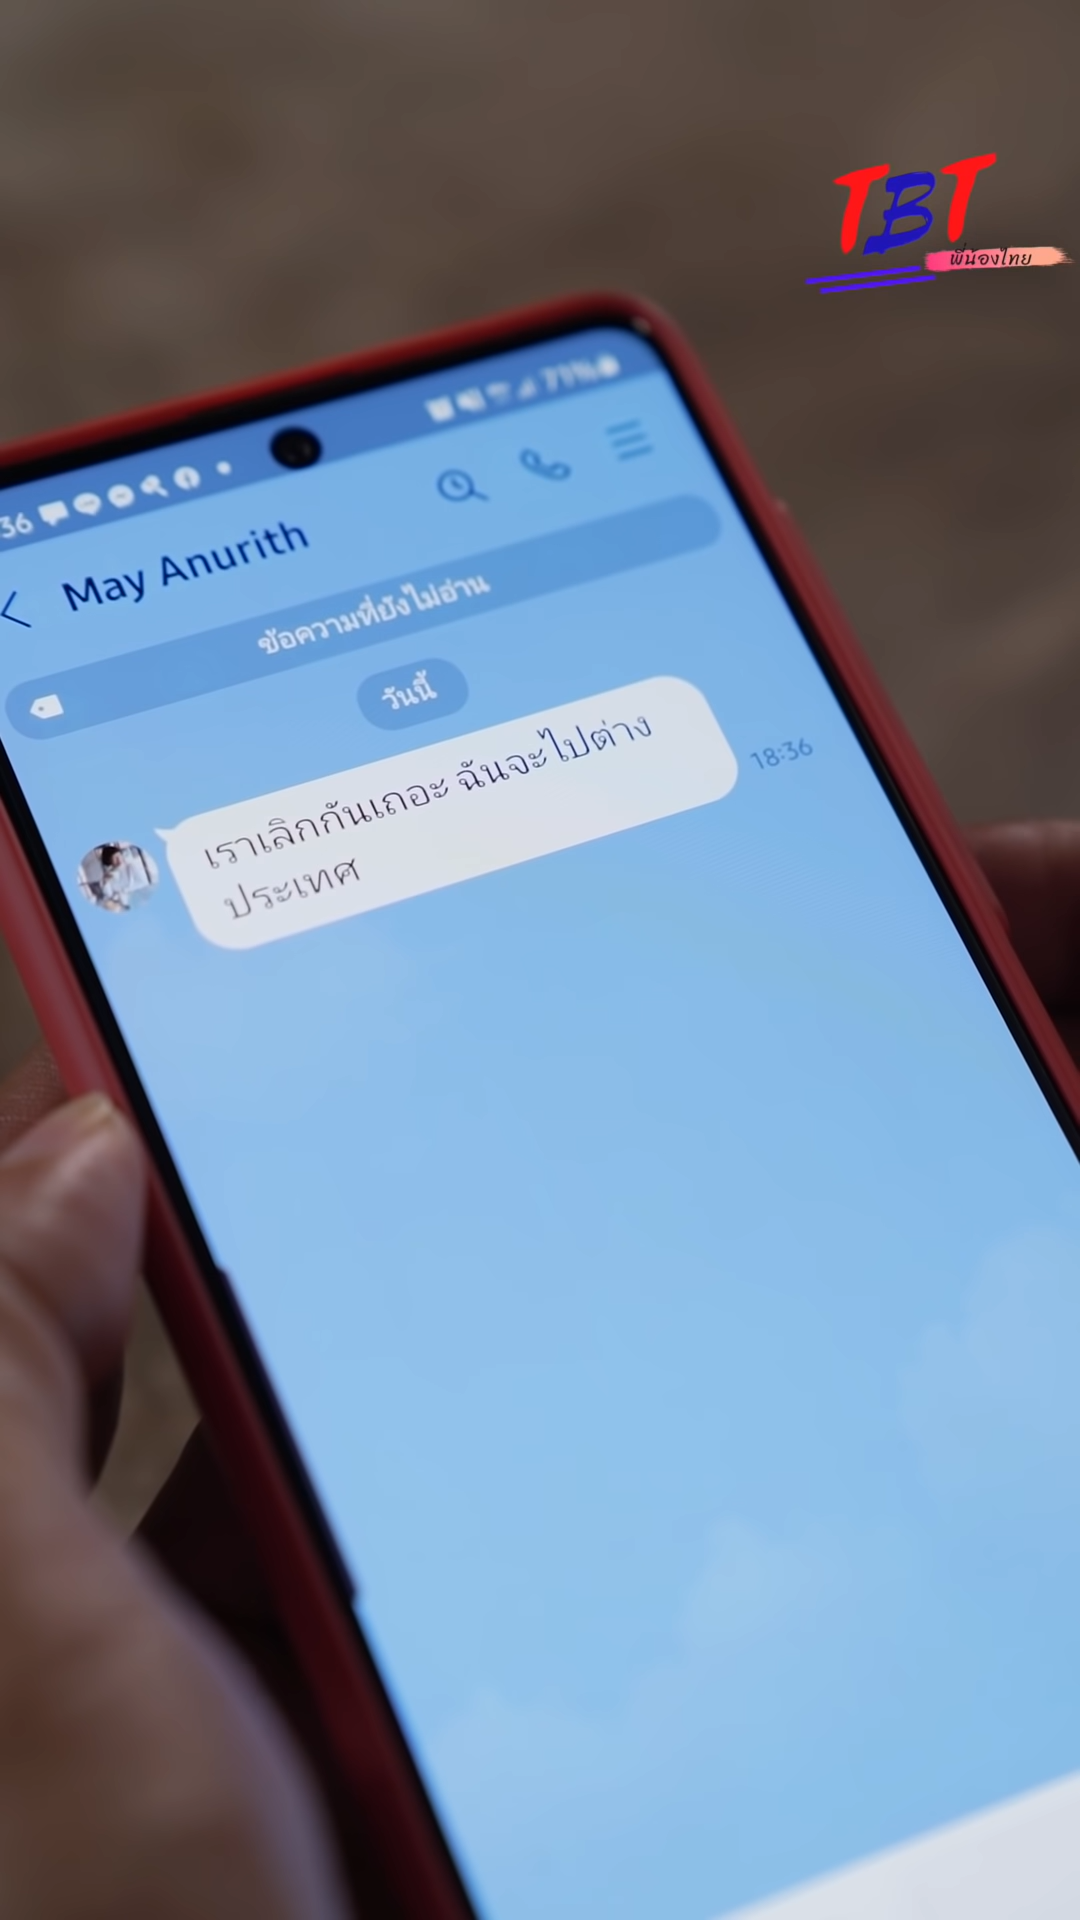 TBT
พี่น้องไทย
36
71%
May Anurith
ข้อความที่ยังไม่อ่าน
วันนี้
เราเลิกกันเถอะ ฉันจะไปต่าง
ประเทศ
18:36